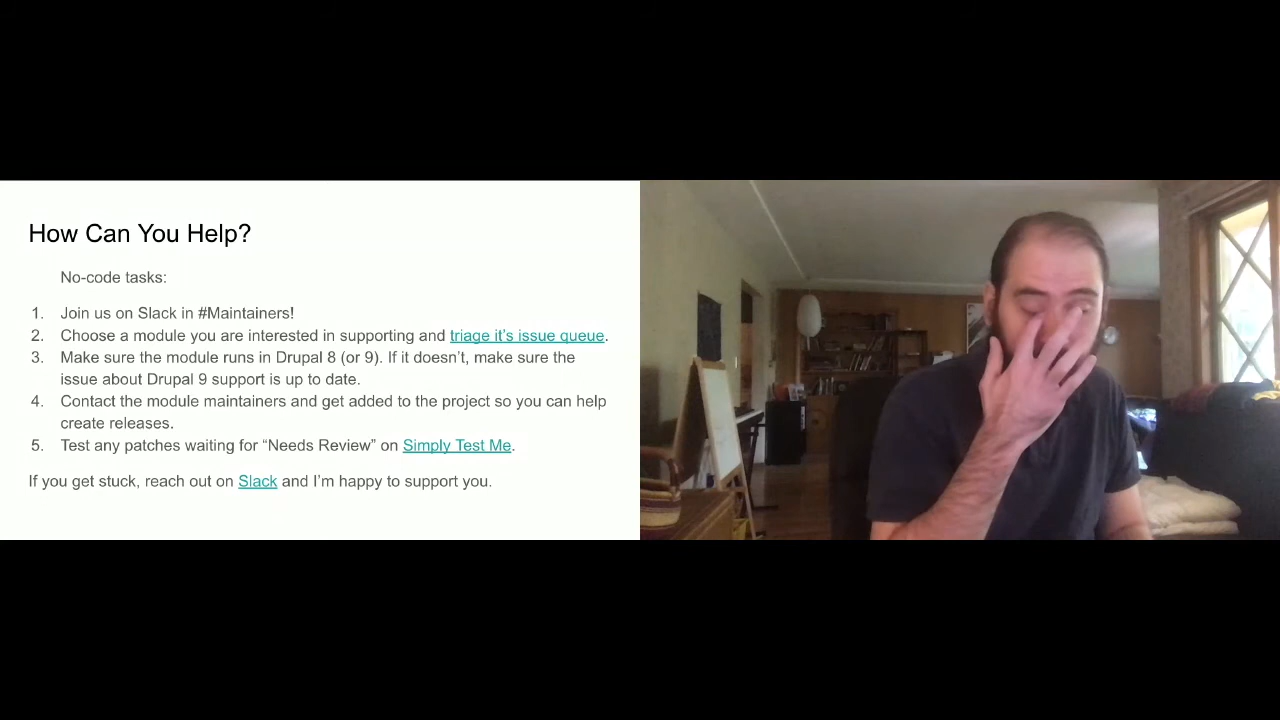 How Can You Help?
No-code tasks:
1. Join us on Slack in #Maintainers!
2. Choose a module you are interested in supporting and triage it's issue queue.
3. Make sure the module runs in Drupal 8 (or 9). If it doesn't, make sure the
issue about Drupal 9 support is up to date.
4. Contact the module maintainers and get added to the project so you can help
create releases.
5. Test any patches waiting for “Needs Review” on Simply Test Me.
If you get stuck, reach out on Slack and I'm happy to support you.